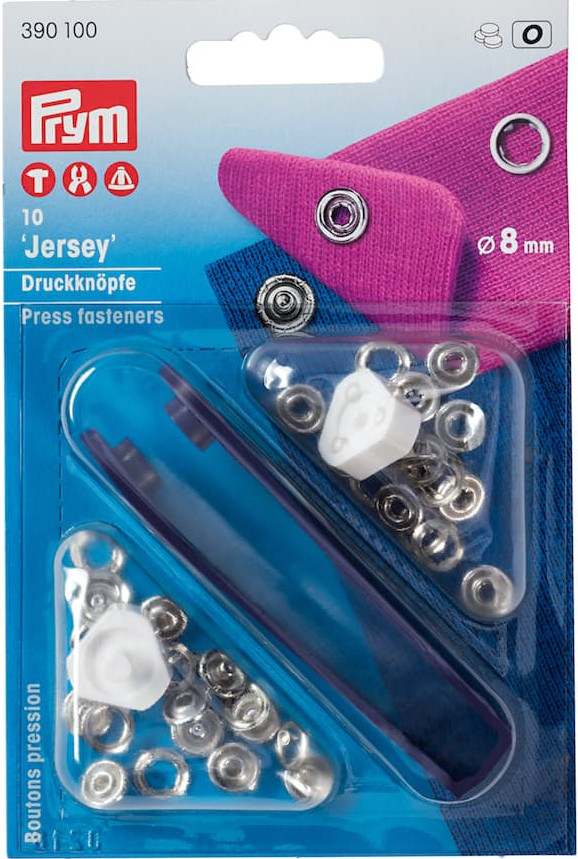 390 100
O
Prym
10
'Jersey'
Druckknöpfe
Press fasteners
Ø 8 mm
Boutons pression